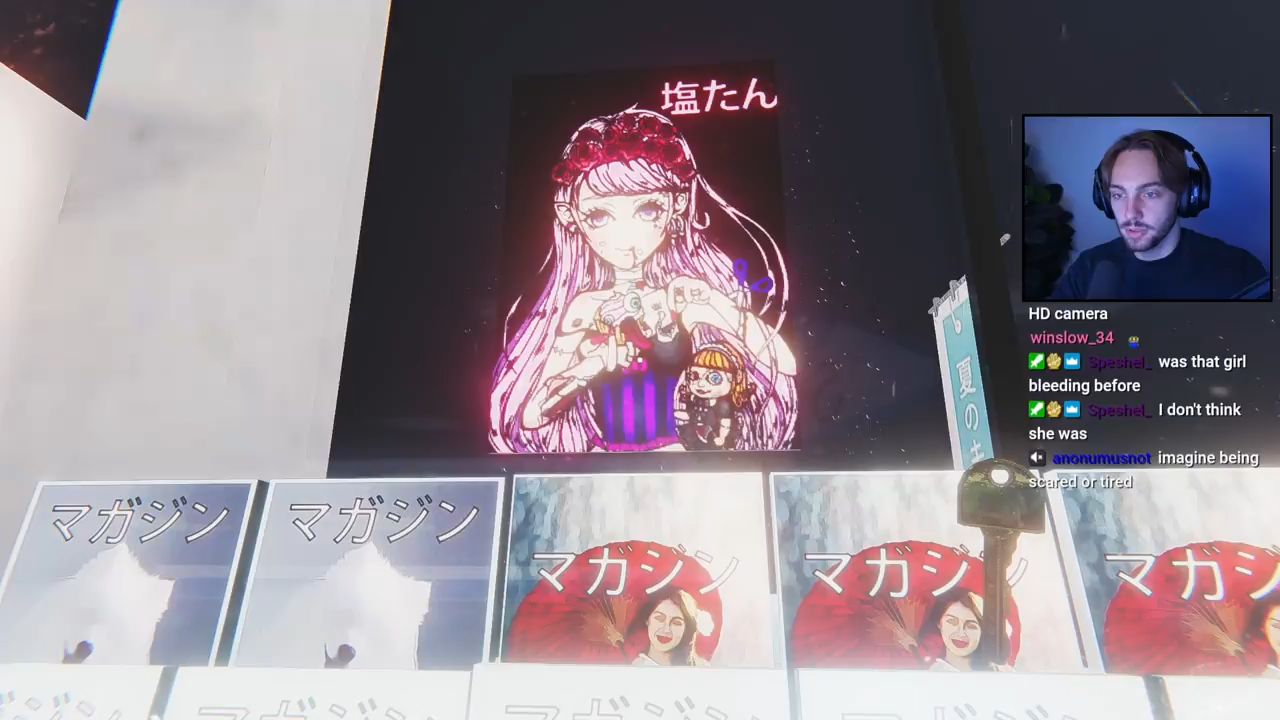 塩たん
HD camera
winslow_34
Speshel_ was that girl
bleeding before
Speshel_ I don't think
she was
anonumusnot imagine being
scared or tired
夏の
マガジン
マガジン
マガジン
マガジン
マガジン